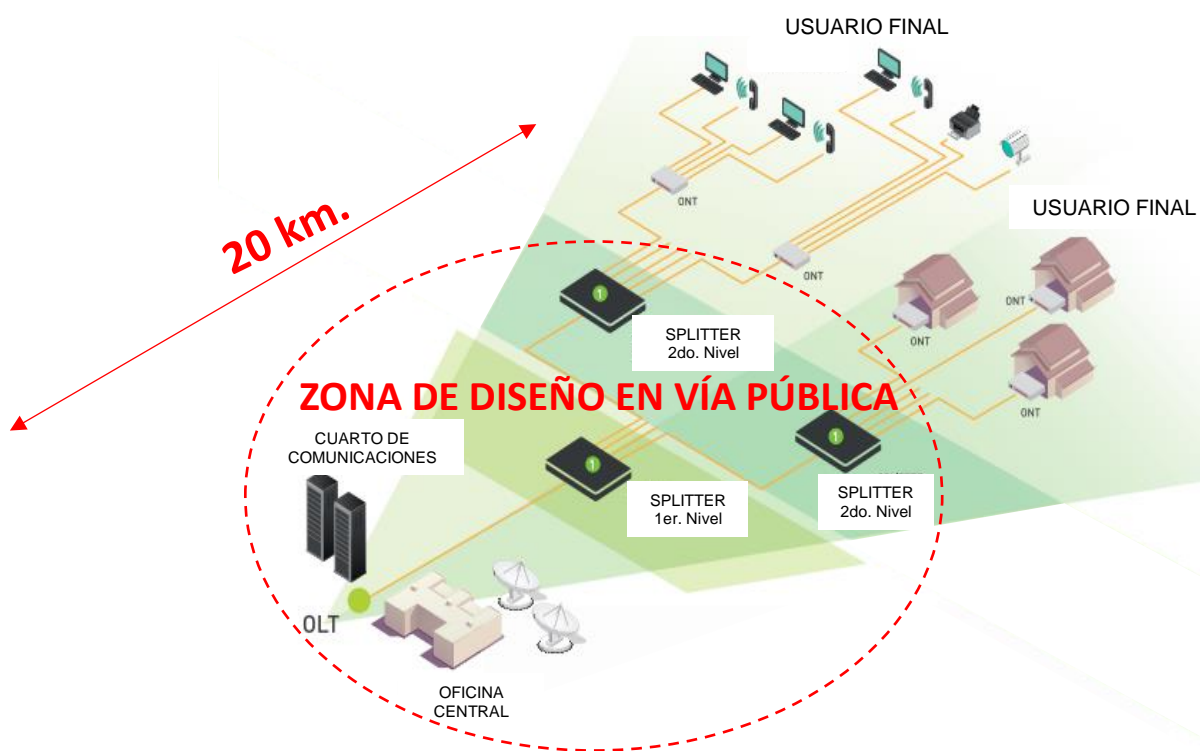 USUARIO FINAL
20 km.
ONT
USUARIO FINAL
ONT
SPLITTER
2do. Nivel
ONT
ONT
ONT
ZONA DE DISEÑO EN VÍA PÚBLICA
CUARTO DE
COMUNICACIONES
SPLITTER
1er. Nivel
SPLITTER
2do. Nivel
OLT
OFICINA
CENTRAL
1
1
1